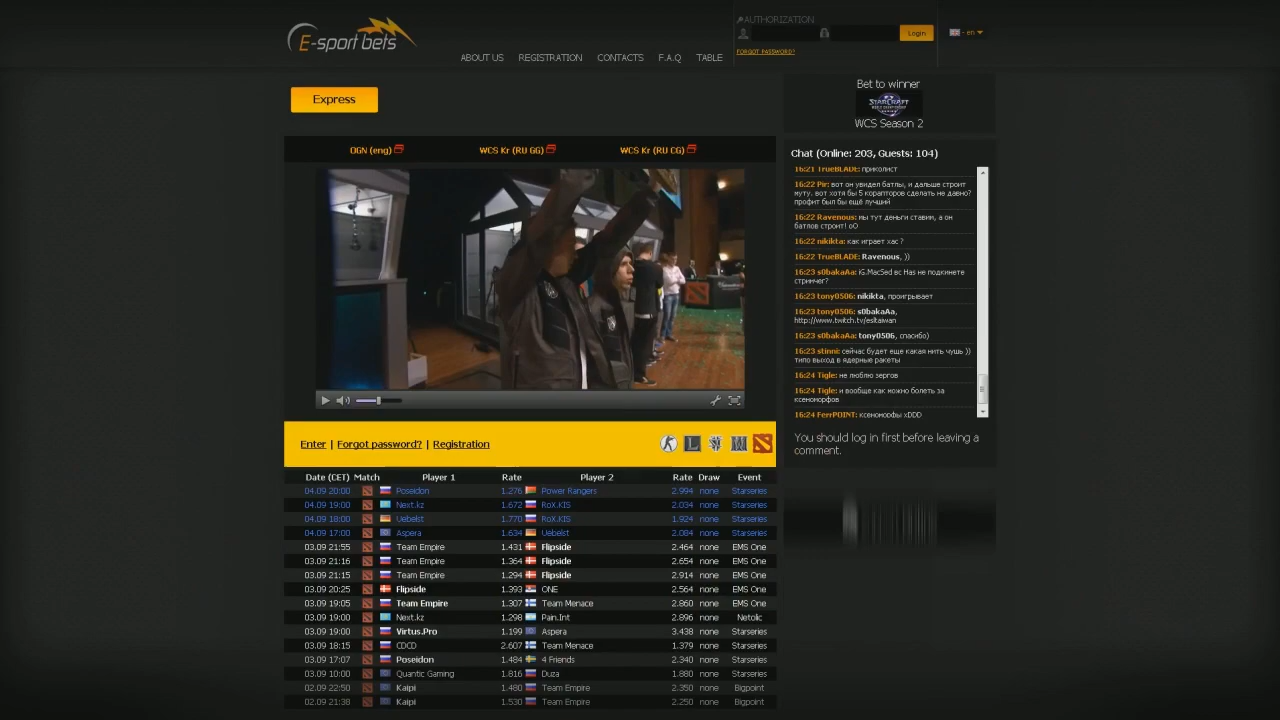 E-sport bets
AUTHORIZATION
Login
en
FORGOT PASSWORD?
ABOUT US REGISTRATION CONTACTS F.A.Q TABLE
Express
Bet to winner
STARCRAFT
WCS Season 2
OGN (eng) WCS Kr (RU GG) WCS Kr (RU CG)
Chat (Online: 203, Guests: 104)
16:21 TrueBLADE: приколист
16:22 Pir: вот он увидел батлы, и дальше строит
муту. вот хотя бы 5 корапторов сделать не давно?
профит был бы ещё лучший
16:22 Ravenous: мы тут деньги ставим, а он
батлов строит! оО
16:22 nikikta: как играет хас ?
16:22 TrueBLADE: Ravenous, ))
16:23 s0bakaAa: iG.MacSed вс Has не подкинете
стримчег?
16:23 tony0506: nikikta, проигрывает
16:23 tony0506: s0bakaAa,
http://www.twitch.tv/esltaiwan
16:23 s0bakaAa: tony0506, спасибо)
16:23 stinni: сейчас будет еще какая нить чушь ))
типо выход в ядерные ракеты
16:24 Tigle: не люблю зергов
16:24 Tigle: и вообще как можно болеть за
ксеноморфов
16:24 FerrPOINT: ксеноморфы xDDD
You should log in first before leaving a
comment.
Enter | Forgot password? | Registration
Date (CET) Match Player 1 Rate Player 2 Rate Draw Event
04.09 20:00 Poseidon 1.276 Power Rangers 2.994 none Starseries
04.09 19:00 Next.kz 1.672 RoX.KIS 2.034 none Starseries
04.09 18:00 Uebelst 1.770 RoX.KIS 1.924 none Starseries
04.09 17:00 Aspera 1.634 Uebelst 2.084 none Starseries
03.09 21:55 Team Empire 1.431 Flipside 2.464 none EMS One
03.09 21:16 Team Empire 1.364 Flipside 2.654 none EMS One
03.09 21:15 Team Empire 1.294 Flipside 2.914 none EMS One
03.09 20:25 Flipside 1.393 ONE 2.564 none EMS One
03.09 19:05 Team Empire 1.307 Team Menace 2.860 none EMS One
03.09 19:00 Next.kz 1.298 Pain.Int 2.896 none Netolic
03.09 19:00 Virtus.Pro 1.199 Aspera 3.438 none Starseries
03.09 18:15 CDCD 2.607 Team Menace 1.379 none Starseries
03.09 17:07 Poseidon 1.484 4 Friends 2.340 none Starseries
03.09 10:00 Quantic Gaming 1.816 Duza 1.880 none Starseries
02.09 22:50 Kaipi 1.480 Team Empire 2.350 none Bigpoint
02.09 21:38 Kaipi 1.530 Team Empire 2.250 none Bigpoint